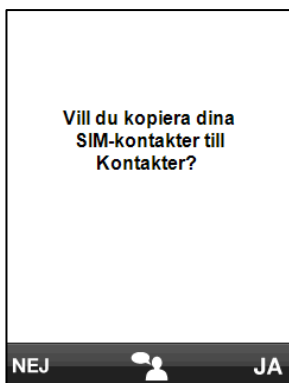 Vill du kopiera dina
SIM-kontakter till
Kontakter?
NEJ JA